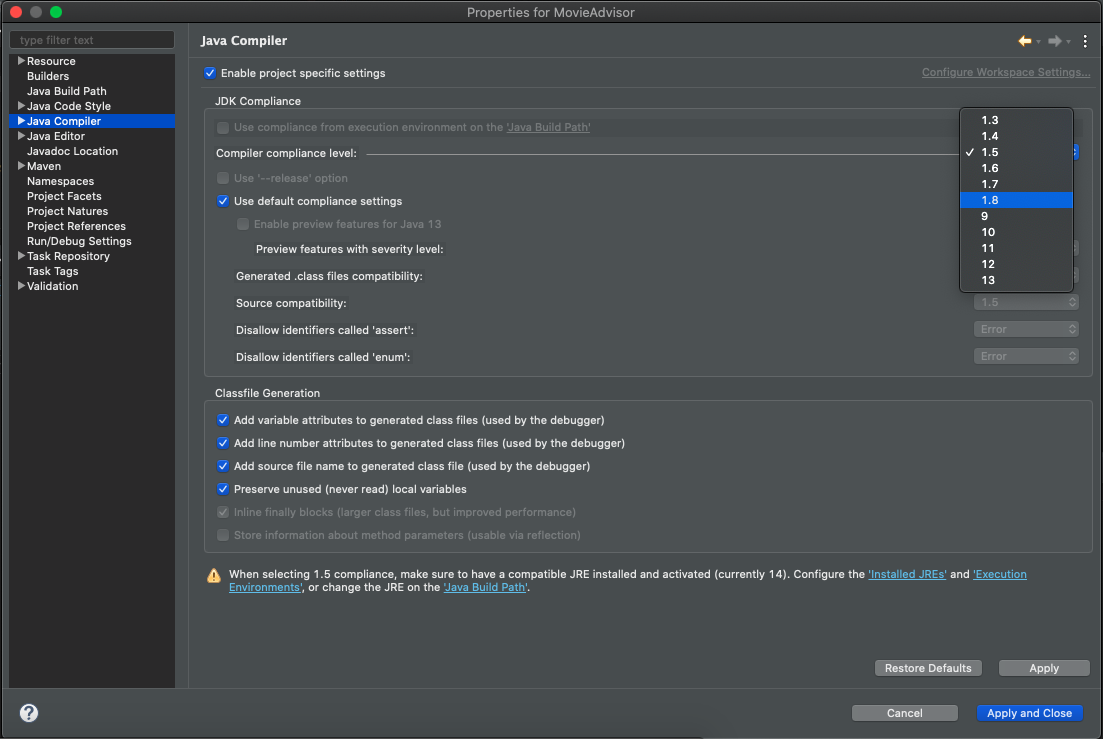 Properties for MovieAdvisor
type filter text
Resource
Builders
Java Build Path
Java Code Style
Java Compiler
Java Editor
Javadoc Location
Maven
Namespaces
Project Facets
Project Natures
Project References
Run/Debug Settings
Task Repository
Task Tags
Validation
Java Compiler
Enable project specific settings
Configure Workspace Settings...
JDK Compliance
Use compliance from execution environment on the 'Java Build Path'
Compiler compliance level:
1.3
1.4
✓ 1.5
1.6
1.7
1.8
9
10
11
12
13
Use '--release' option
Use default compliance settings
Enable preview features for Java 13
Preview features with severity level:
Generated .class files compatibility:
Source compatibility:
1.5
Disallow identifiers called 'assert':
Error
Disallow identifiers called 'enum':
Error
Classfile Generation
Add variable attributes to generated class files (used by the debugger)
Add line number attributes to generated class files (used by the debugger)
Add source file name to generated class file (used by the debugger)
Preserve unused (never read) local variables
Inline finally blocks (larger class files, but improved performance)
Store information about method parameters (usable via reflection)
When selecting 1.5 compliance, make sure to have a compatible JRE installed and activated (currently 14). Configure the 'Installed JREs' and 'Execution
Environments', or change the JRE on the 'Java Build Path'.
Restore Defaults
Apply
?
Cancel
Apply and Close